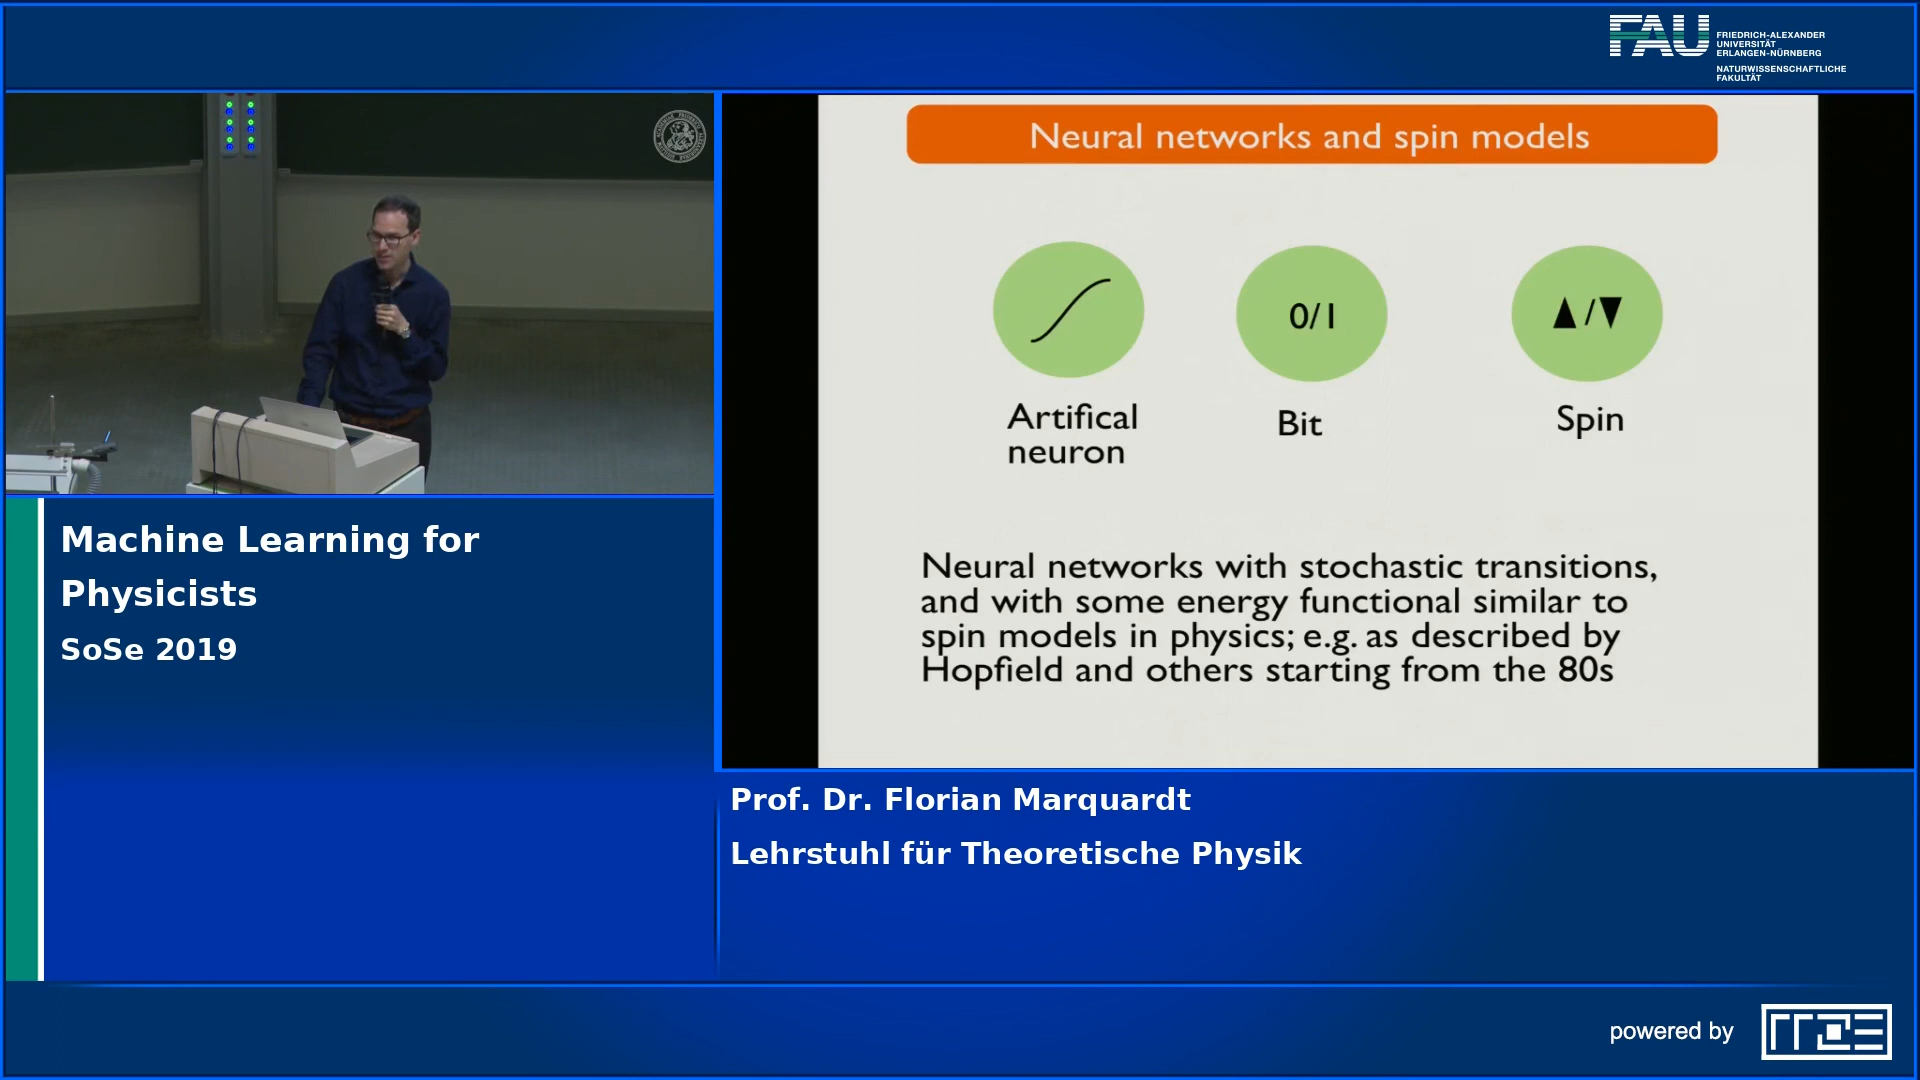 FAU
FRIEDRICH-ALEXANDER
UNIVERSITÄT
ERLANGEN-NÜRNBERG
NATURWISSENSCHAFTLICHE
FAKULTÄT
Neural networks and spin models
0/1
/
Artifical
neuron
Bit
Spin
Neural networks with stochastic transitions,
and with some energy functional similar to
spin models in physics; e.g. as described by
Hopfield and others starting from the 80s
Machine Learning for
Physicists
SoSe 2019
Prof. Dr. Florian Marquardt
Lehrstuhl für Theoretische Physik
powered by